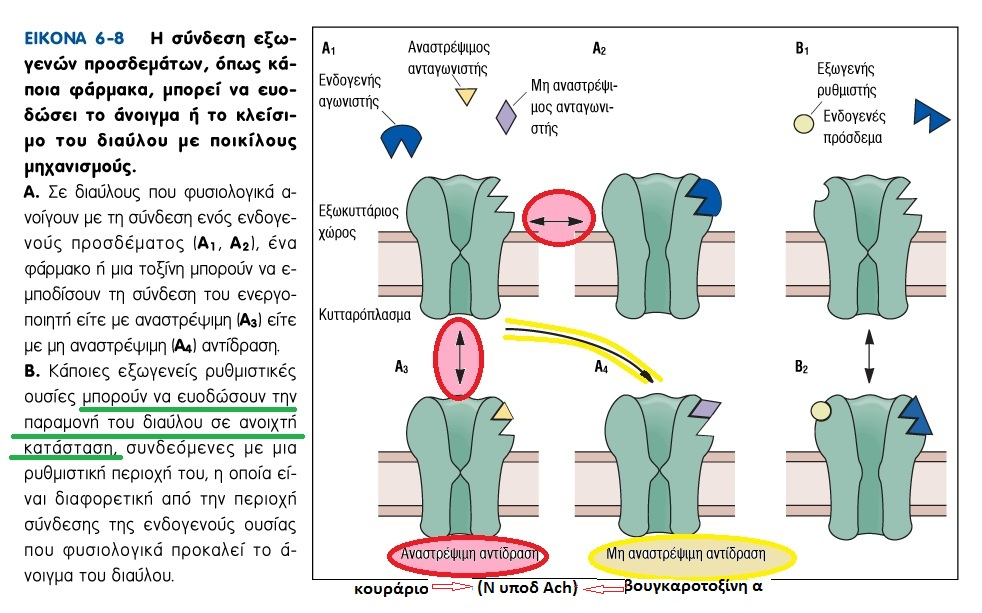 ΕΙΚΟΝΑ 6-8 Η σύνδεση εξω-
γενών προσδεμάτων, όπως κά-
ποια φάρμακα, μπορεί να ευο-
δώσει το άνοιγμα ή το κλείσι-
μο του διαύλου με ποικίλους
μηχανισμούς.
Α. Σε διαύλους που φυσιολογικά α-
νοίγουν με τη σύνδεση ενός ενδογε-
νούς προσδέματος (Α1, Α2), ένα
φάρμακο ή μια τοξίνη μπορούν να ε-
μποδίσουν τη σύνδεση του ενεργο-
ποιητή είτε με αναστρέψιμη (Α3) είτε
με μη αναστρέψιμη (Α4) αντίδραση.
Β. Κάποιες εξωγενείς ρυθμιστικές
ουσίες μπορούν να ευοδώσουν την
παραμονή του διαύλου σε ανοιχτή
κατάσταση, συνδεόμενες με μια
ρυθμιστική περιοχή του, η οποία εί-
ναι διαφορετική από την περιοχή
σύνδεσης της ενδογενούς ουσίας
που φυσιολογικά προκαλεί το ά-
νοιγμα του διαύλου.
Α1
Αναστρέψιμος
ανταγωνιστής
Ενδογενής
αγωνιστής
Α2
Μη αναστρέψι-
μος ανταγωνι-
στής
Β1
Εξωγενής
ρυθμιστής
Ενδογενές
πρόσδεμα
Εξωκυττάριος
χώρος
Κυτταρόπλασμα
Α3
Α4
Β2
Αναστρέψιμη αντίδραση
Μη αναστρέψιμη αντίδραση
κουράριο (Ν υποδ Ach) βουγκαροτοξίνη α